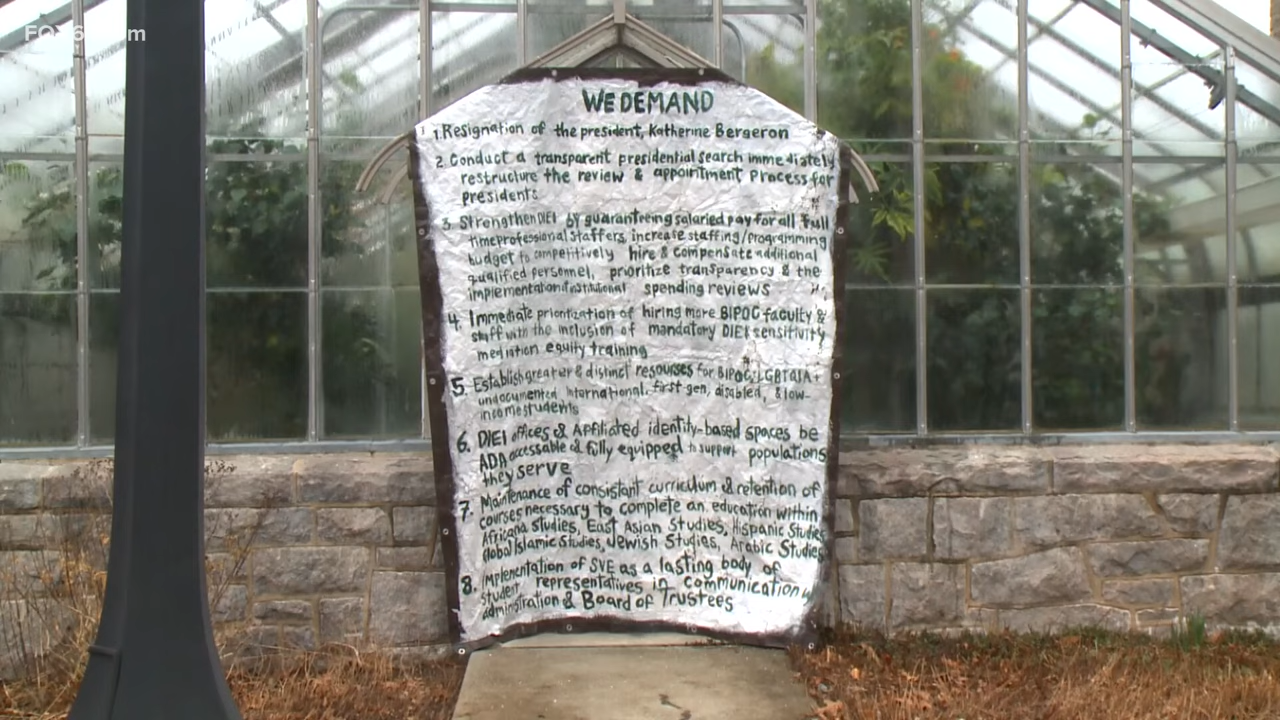 WE DEMAND
1. Resignation of the president, Katherine Bergeron
2. Conduct a transparent presidential search immediately
restructure the review & appointment process for
presidents
3. Strengthen DIEI by guaranteeing salaried pay for all full
time professional staffers, increase staffing/programming
budget to competitively hire & compensate additional
qualified personnel, prioritize transparency & the
implementation institutional spending reviews
4. Immediate prioritization of hiring more BIPOC faculty &
staff with the inclusion of mandatory DIEI sensitivity
mediation equity training
5. Establish greater & distinct resourses for BIPOC, LGBTQIA+
undocumented international, first gen, disabled, & low-
income students
6. DIEI offices & Affiliated identity-based spaces be
ADA accessable & fully equipped to support populations
they serve
7. Maintenance of consistant curriculum & retention of
courses necessary to complete an education within
Africana Studies, East Asian Studies, Hispanic Studies
Global Islamic Studies, Jewish Studies, Arabic Studies
8. implementation of SVE as a lasting body of
student representatives in communication w
administration & Board of Trustees